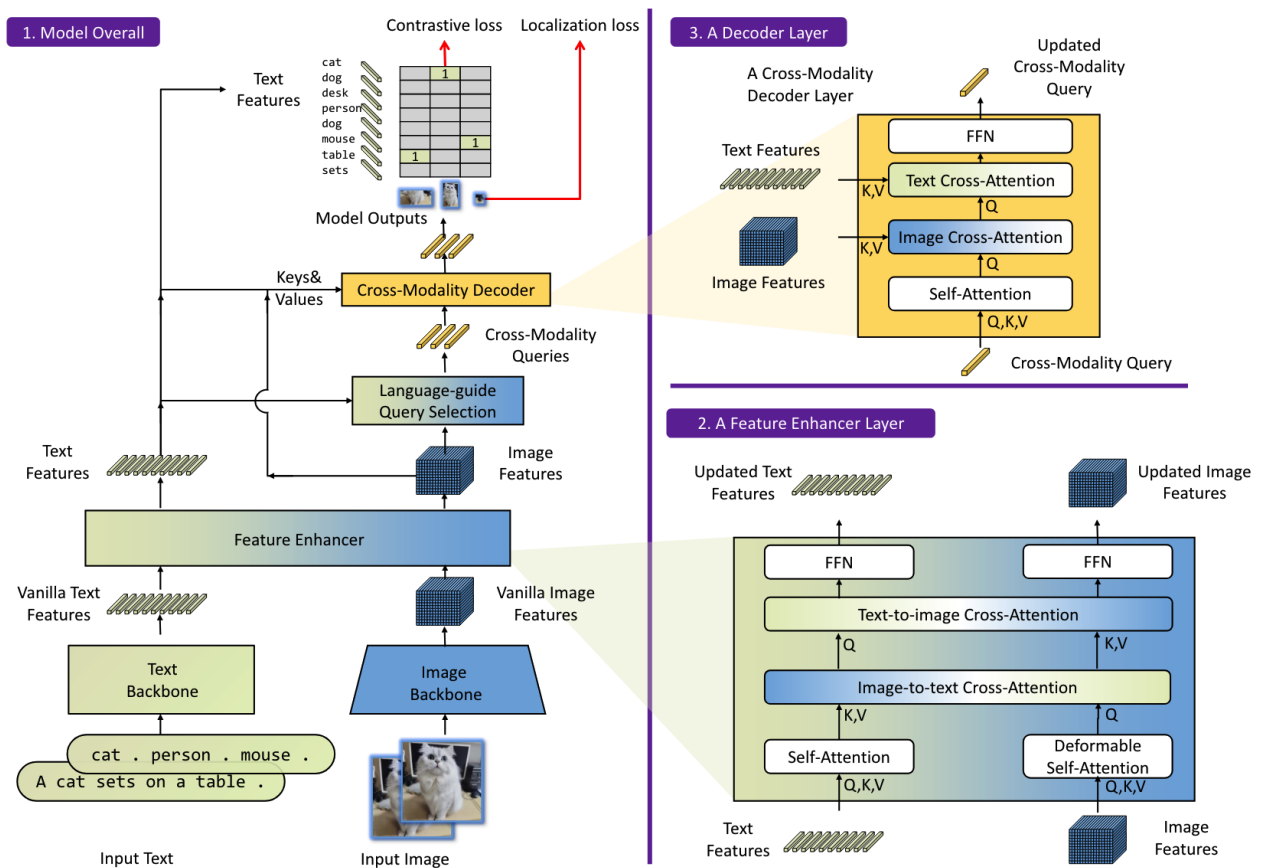 1. Model Overall
Contrastive loss
Localization loss
Text
Features
cat
dog
desk
person
dog
mouse
table
sets
1
1
1
Model Outputs
Keys&
Values
Cross-Modality Decoder
Cross-Modality
Queries
Language-guide
Query Selection
Text
Features
Image
Features
Feature Enhancer
Vanilla Text
Features
Vanilla Image
Features
Text
Backbone
Image
Backbone
cat . person . mouse .
A cat sets on a table .
Input Text
Input Image
3. A Decoder Layer
Updated
Cross-Modality
Query
A Cross-Modality
Decoder Layer
FFN
Text Features
Text Cross-Attention
K,V
Q
Image Cross-Attention
K,V
Image Features
Q
Self-Attention
Q,K,V
Cross-Modality Query
2. A Feature Enhancer Layer
Updated Text
Features
Updated Image
Features
FFN
FFN
Text-to-image Cross-Attention
Q
K,V
Image-to-text Cross-Attention
K,V
Q
Self-Attention
Deformable
Self-Attention
Q,K,V
Q,K,V
Text
Features
Image
Features